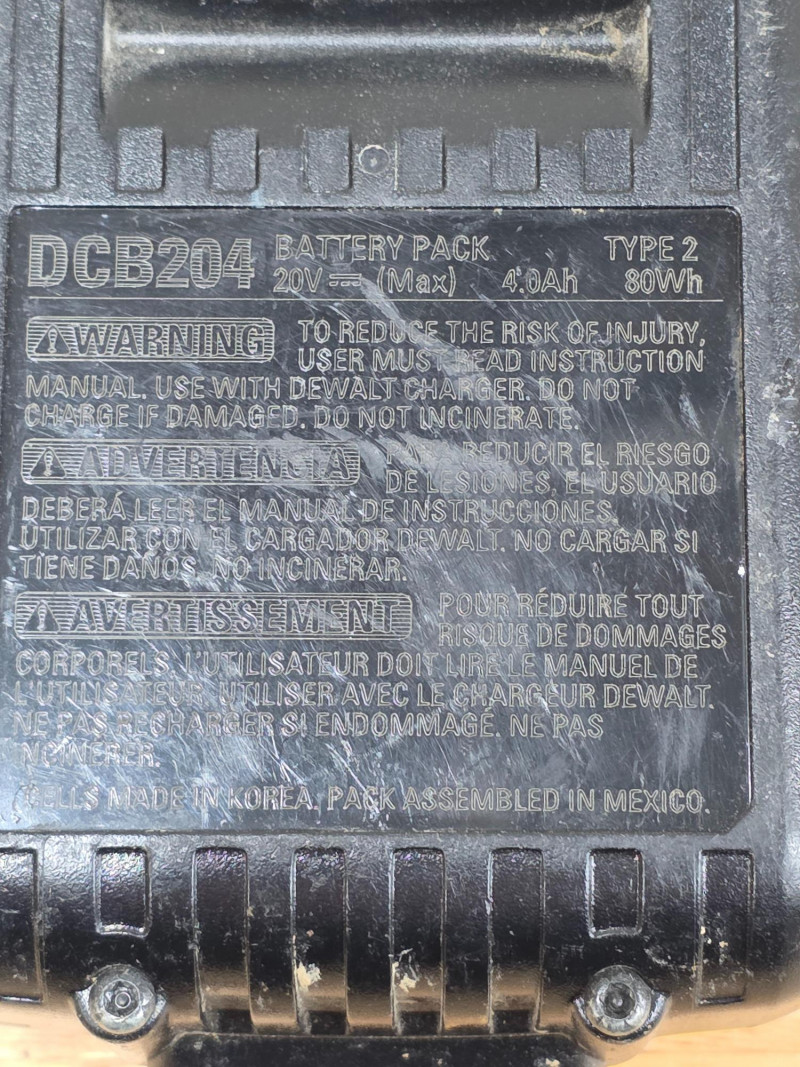 DCB204 BATTERY PACK TYPE 2
20V ⎓ (Max) 4.0Ah 80Wh
⚠WARNING TO REDUCE THE RISK OF INJURY,
USER MUST READ INSTRUCTION
MANUAL. USE WITH DEWALT CHARGER. DO NOT
CHARGE IF DAMAGED. DO NOT INCINERATE.
⚠ADVERTENCIA PARA REDUCIR EL RIESGO
DE LESIONES, EL USUARIO
DEBERÁ LEER EL MANUAL DE INSTRUCCIONES.
UTILIZAR CON EL CARGADOR DEWALT. NO CARGAR SI
TIENE DAÑOS. NO INCINERAR.
⚠AVERTISSEMENT POUR RÉDUIRE TOUT
RISQUE DE DOMMAGES
CORPORELS, L'UTILISATEUR DOIT LIRE LE MANUEL DE
L'UTILISATEUR. UTILISER AVEC LE CHARGEUR DEWALT.
NE PAS RECHARGER SI ENDOMMAGÉ. NE PAS
INCINERER.
CELLS MADE IN KOREA, PACK ASSEMBLED IN MEXICO.